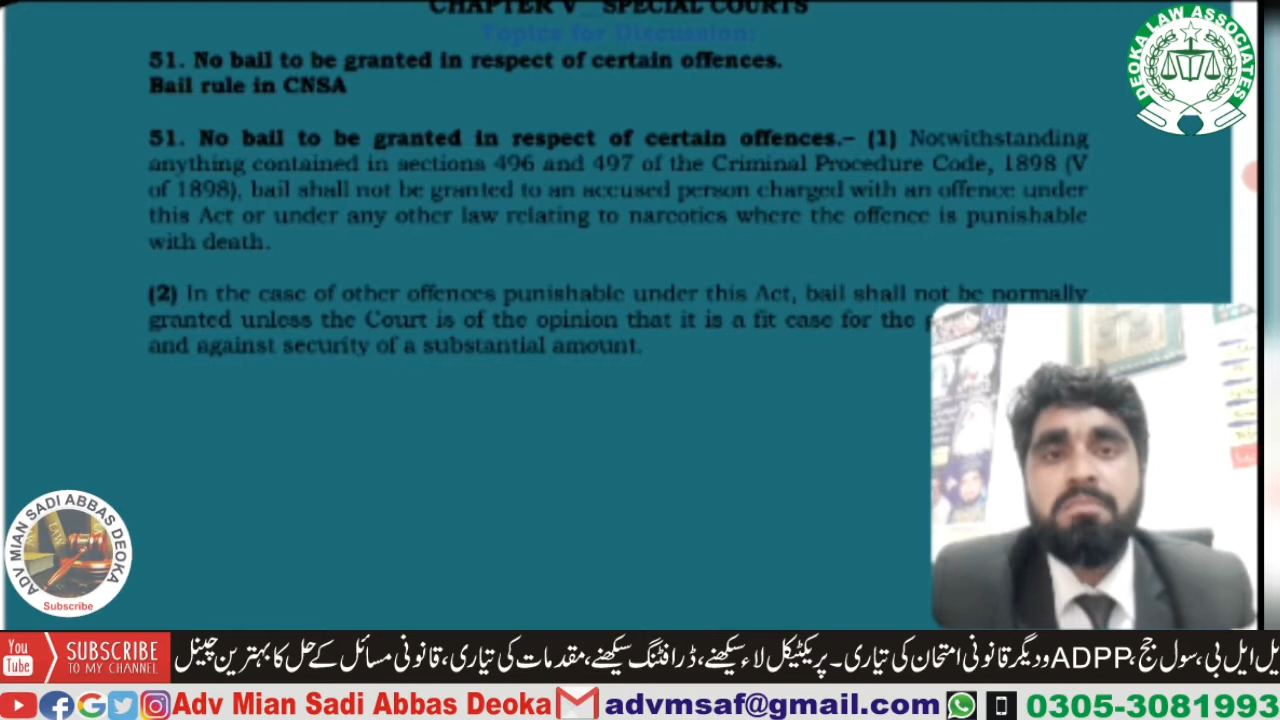 CHAPTER V_ SPECIAL COURTS
Topics for Discussion:
51. No bail to be granted in respect of certain offences.
Bail rule in CNSA
51. No bail to be granted in respect of certain offences.– (1) Notwithstanding
anything contained in sections 496 and 497 of the Criminal Procedure Code, 1898 (V
of 1898), bail shall not be granted to an accused person charged with an offence under
this Act or under any other law relating to narcotics where the offence is punishable
with death.
(2) In the case of other offences punishable under this Act, bail shall not be normally
granted unless the Court is of the opinion that it is a fit case for the
and against security of a substantial amount.
DEOKA LAW ASSOCIATES
ADV MIAN SADI ABBAS DEOKA
LAW
Subscribe
You Tube
SUBSCRIBE
TO MY CHANNEL
یل ایل بی، سول جج، ADPP ودیگر قانونی امتحان کی تیاری۔ پریکٹیکل لاء سیکھنے، ڈرافٹنگ سیکھنے، مقدمات کی تیاری، قانونی مسائل کے حل کا بہترین چینل
Adv Mian Sadi Abbas Deoka advmsaf@gmail.com 0305-3081993